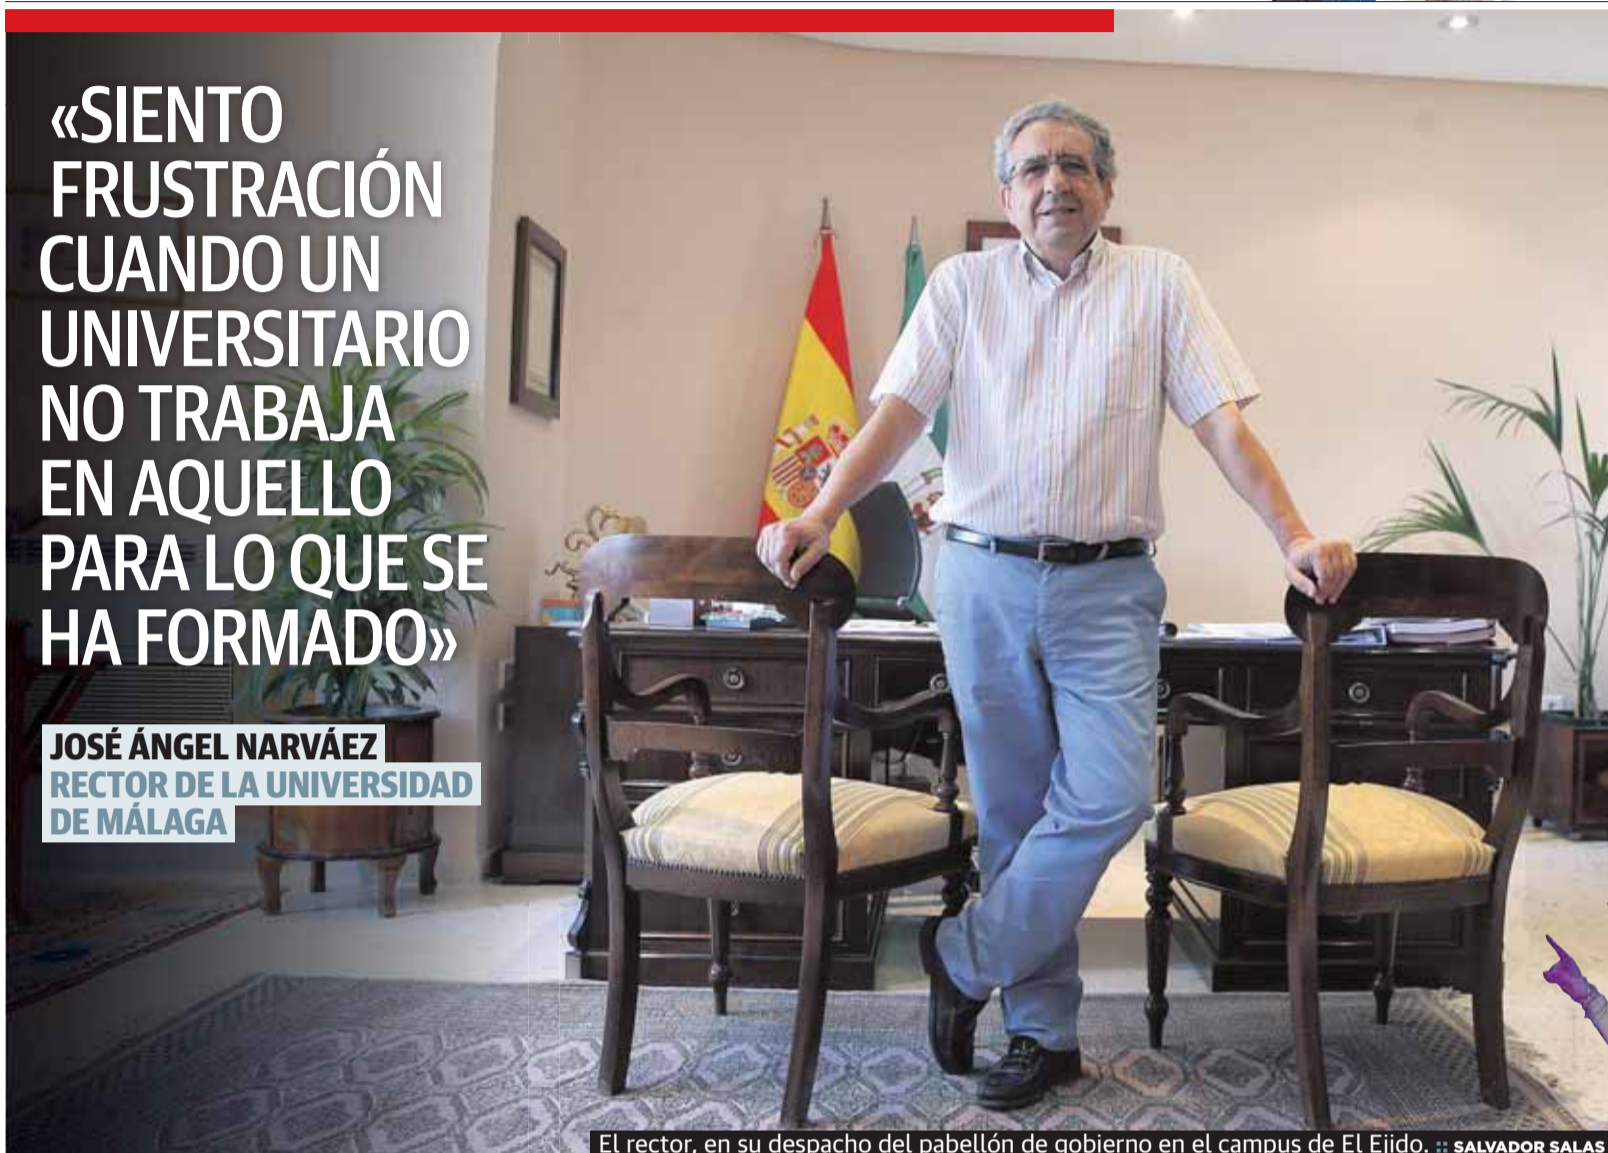 «SIENTO
FRUSTRACIÓN
CUANDO UN
UNIVERSITARIO
NO TRABAJA
EN AQUELLO
PARA LO QUE SE
HA FORMADO»
JOSÉ ÁNGEL NARVÁEZ
RECTOR DE LA UNIVERSIDAD
DE MÁLAGA
El rector, en su despacho del pabellón de gobierno en el campus de El Ejido. :: SALVADOR SALAS